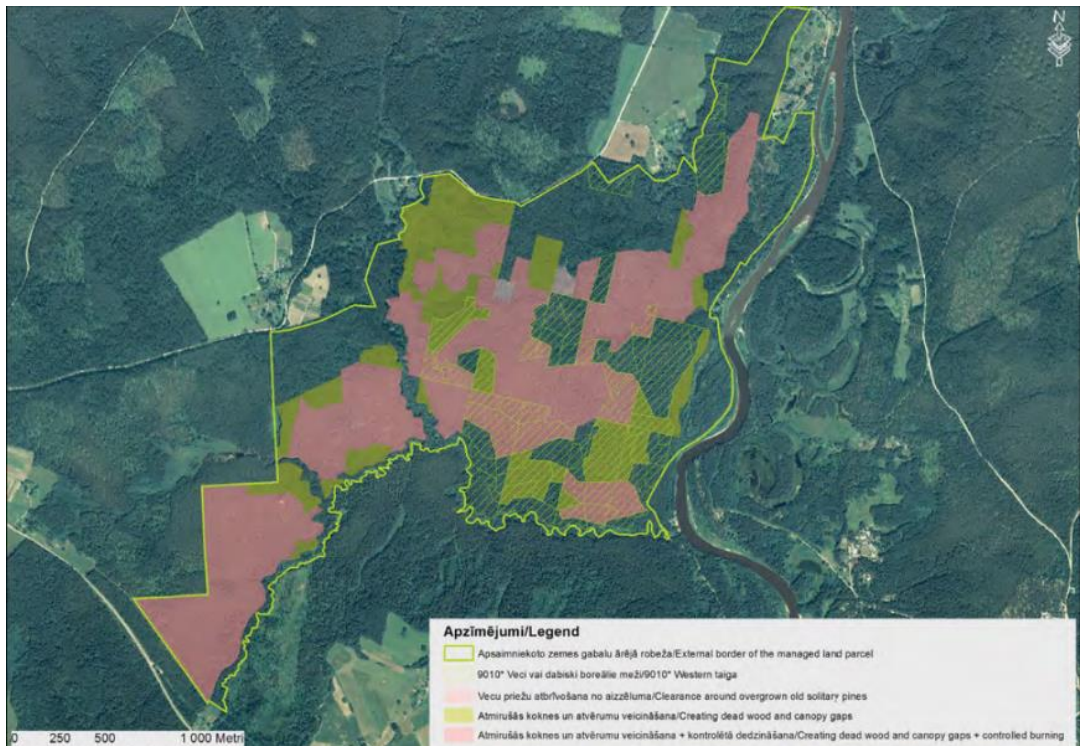 N
Apzīmējumi/Legend
Apsaimniekoto zemes gabalu ārējā robeža/External border of the managed land parcel
9010* Veci vai dabiski boreālie meži/9010* Western taiga
Vecu priežu atbrīvošana no aizzēluma/Clearance around overgrown old solitary pines
Atmirušās koknes un atvērumu veicināšana/Creating dead wood and canopy gaps
Atmirušās koknes un atvērumu veicināšana + kontrolētā dedzināšana/Creating dead wood and canopy gaps + controlled burning
0 250 500 1 000 Metri